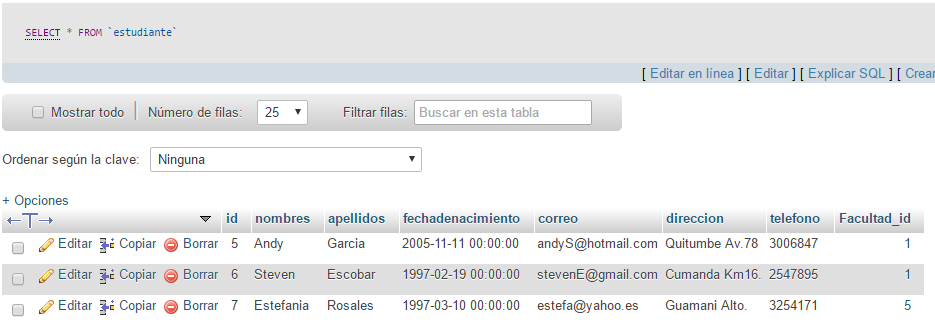 SELECT * FROM `estudiante`
[ Editar en línea ] [ Editar ] [ Explicar SQL ] [ Crear
Mostrar todo Número de filas: 25 Filtrar filas: Buscar en esta tabla
Ordenar según la clave: Ninguna
+ Opciones
←T→ id nombres apellidos fechadenacimiento correo direccion telefono Facultad_id
Editar Copiar Borrar 5 Andy Garcia 2005-11-11 00:00:00 andyS@hotmail.com Quitumbe Av.78 3006847 1
Editar Copiar Borrar 6 Steven Escobar 1997-02-19 00:00:00 stevenE@gmail.com Cumanda Km16. 2547895 1
Editar Copiar Borrar 7 Estefania Rosales 1997-03-10 00:00:00 estefa@yahoo.es Guamani Alto. 3254171 5